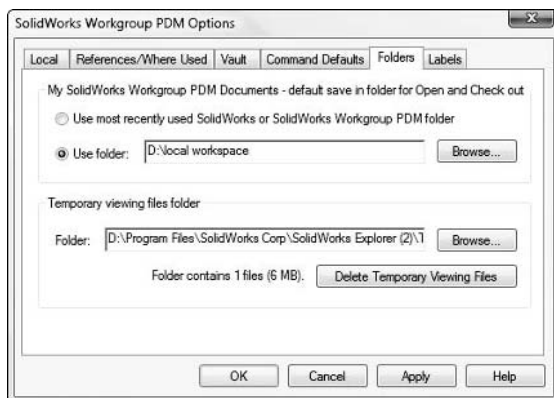 SolidWorks Workgroup PDM Options
Local References/Where Used Vault Command Defaults Folders Labels
My SolidWorks Workgroup PDM Documents - default save in folder for Open and Check out
Use most recently used SolidWorks or SolidWorks Workgroup PDM folder
Use folder: D:\local workspace Browse...
Temporary viewing files folder
Folder: D:\Program Files\SolidWorks Corp\SolidWorks Explorer (2)\T Browse...
Folder contains 1 files (6 MB). Delete Temporary Viewing Files
OK Cancel Apply Help